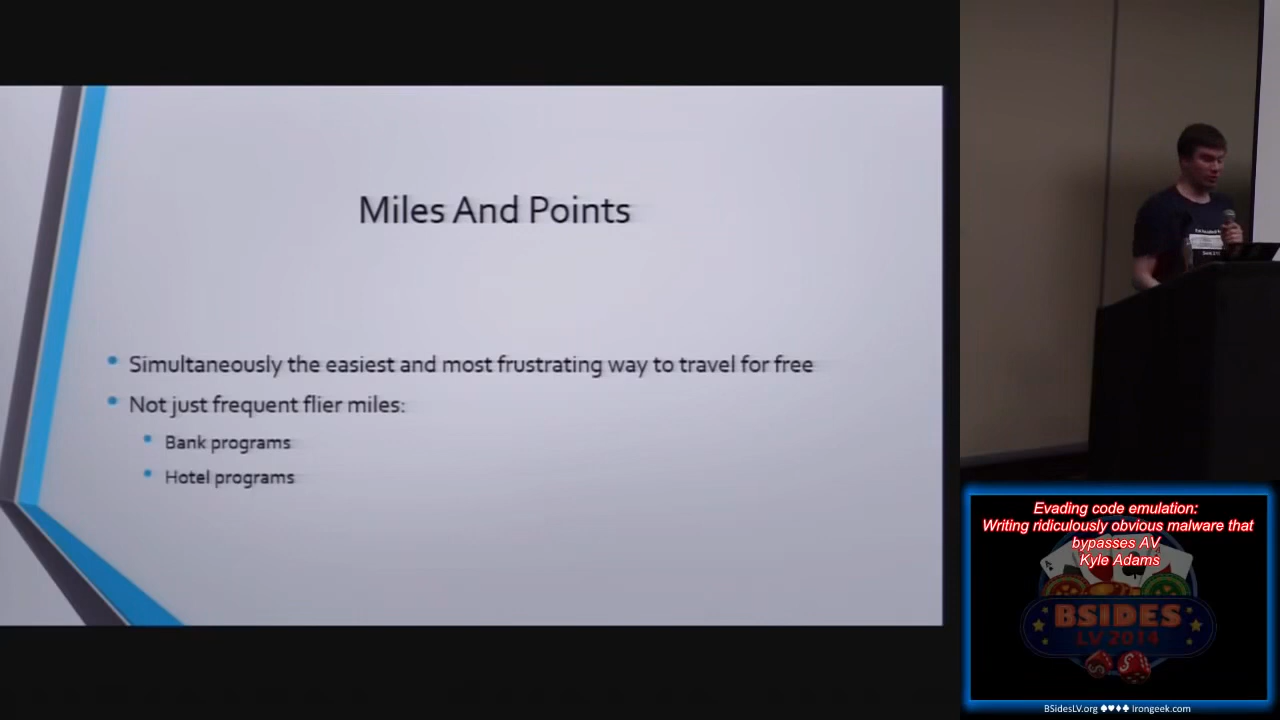 Miles And Points
Simultaneously the easiest and most frustrating way to travel for free
Not just frequent flier miles:
Bank programs
Hotel programs
Evading code emulation:
Writing ridiculously obvious malware that
bypasses AV
Kyle Adams
BSIDES
LV 2014
BSidesLV.org ♠♥♦♣ Irongeek.com